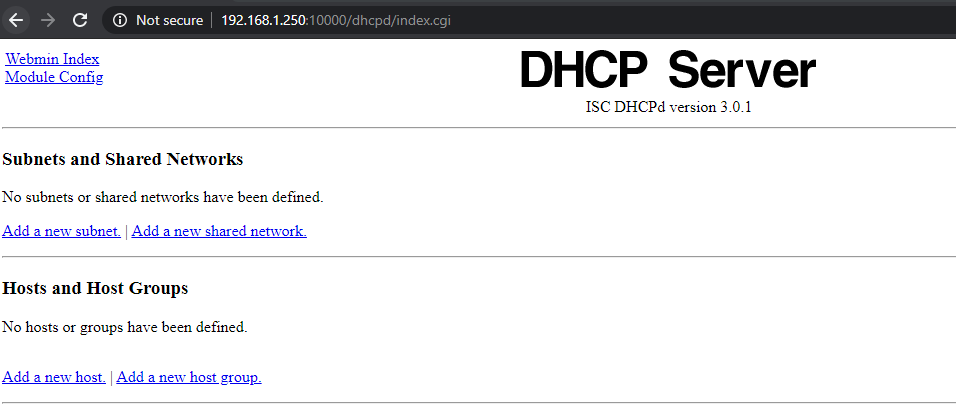 Not secure | 192.168.1.250:10000/dhcpd/index.cgi
Webmin Index
Module Config
DHCP Server
ISC DHCPd version 3.0.1
Subnets and Shared Networks
No subnets or shared networks have been defined.
Add a new subnet. | Add a new shared network.
Hosts and Host Groups
No hosts or groups have been defined.
Add a new host. | Add a new host group.